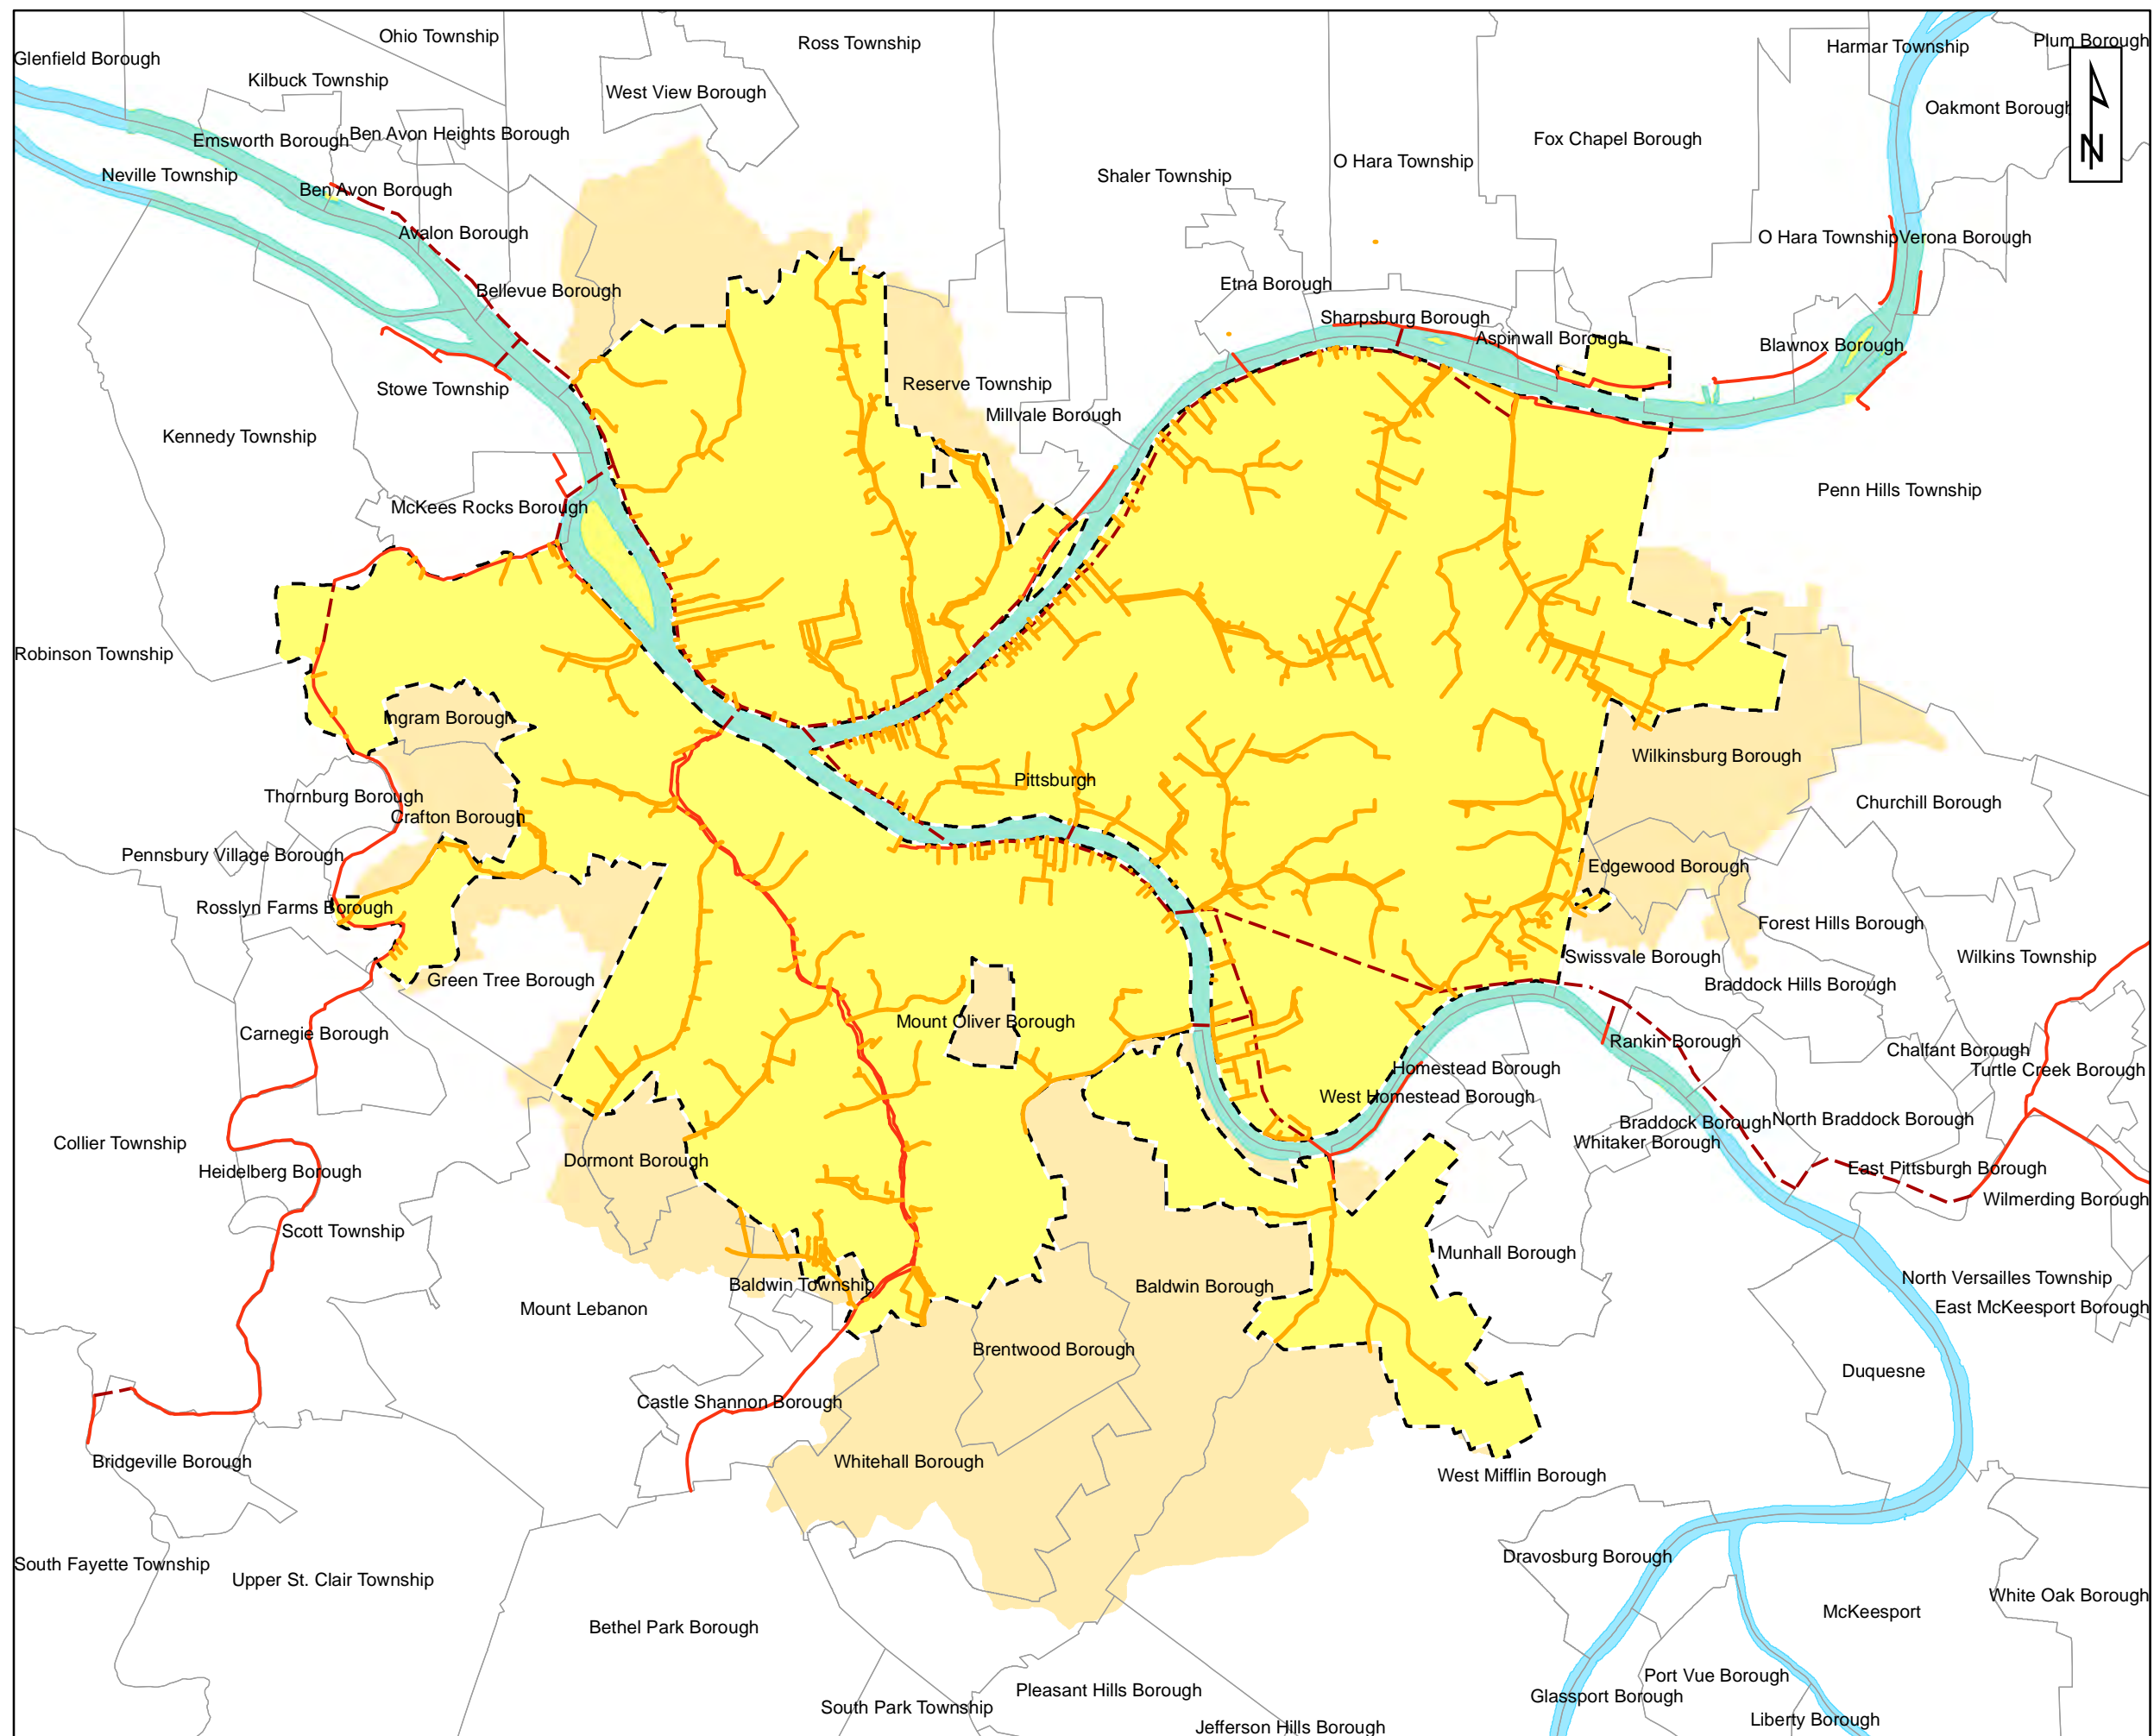 Ohio Township
Ross Township
Harmar Township
Plum Borough
Glenfield Borough
Kilbuck Township
West View Borough
Oakmont Borough
Emsworth Borough
Ben Avon Heights Borough
Fox Chapel Borough
N
O Hara Township
Neville Township
Shaler Township
Ben Avon Borough
Avalon Borough
O Hara Township
Verona Borough
Bellevue Borough
Etna Borough
Sharpsburg Borough
Aspinwall Borough
Blawnox Borough
Stowe Township
Reserve Township
Millvale Borough
Kennedy Township
Penn Hills Township
McKees Rocks Borough
Robinson Township
Ingram Borough
Wilkinsburg Borough
Pittsburgh
Thornburg Borough
Churchill Borough
Crafton Borough
Pennsbury Village Borough
Edgewood Borough
Rosslyn Farms Borough
Forest Hills Borough
Swissvale Borough
Wilkins Township
Green Tree Borough
Braddock Hills Borough
Mount Oliver Borough
Carnegie Borough
Rankin Borough
Chalfant Borough
Homestead Borough
Turtle Creek Borough
West Homestead Borough
Braddock Borough
North Braddock Borough
Collier Township
Whitaker Borough
Dormont Borough
Heidelberg Borough
East Pittsburgh Borough
Wilmerding Borough
Scott Township
Munhall Borough
Baldwin Township
Baldwin Borough
North Versailles Township
Mount Lebanon
East McKeesport Borough
Brentwood Borough
Duquesne
Castle Shannon Borough
Bridgeville Borough
Whitehall Borough
West Mifflin Borough
Dravosburg Borough
South Fayette Township
Upper St. Clair Township
White Oak Borough
McKeesport
Bethel Park Borough
Port Vue Borough
Pleasant Hills Borough
Glassport Borough
South Park Township
Liberty Borough
Jefferson Hills Borough